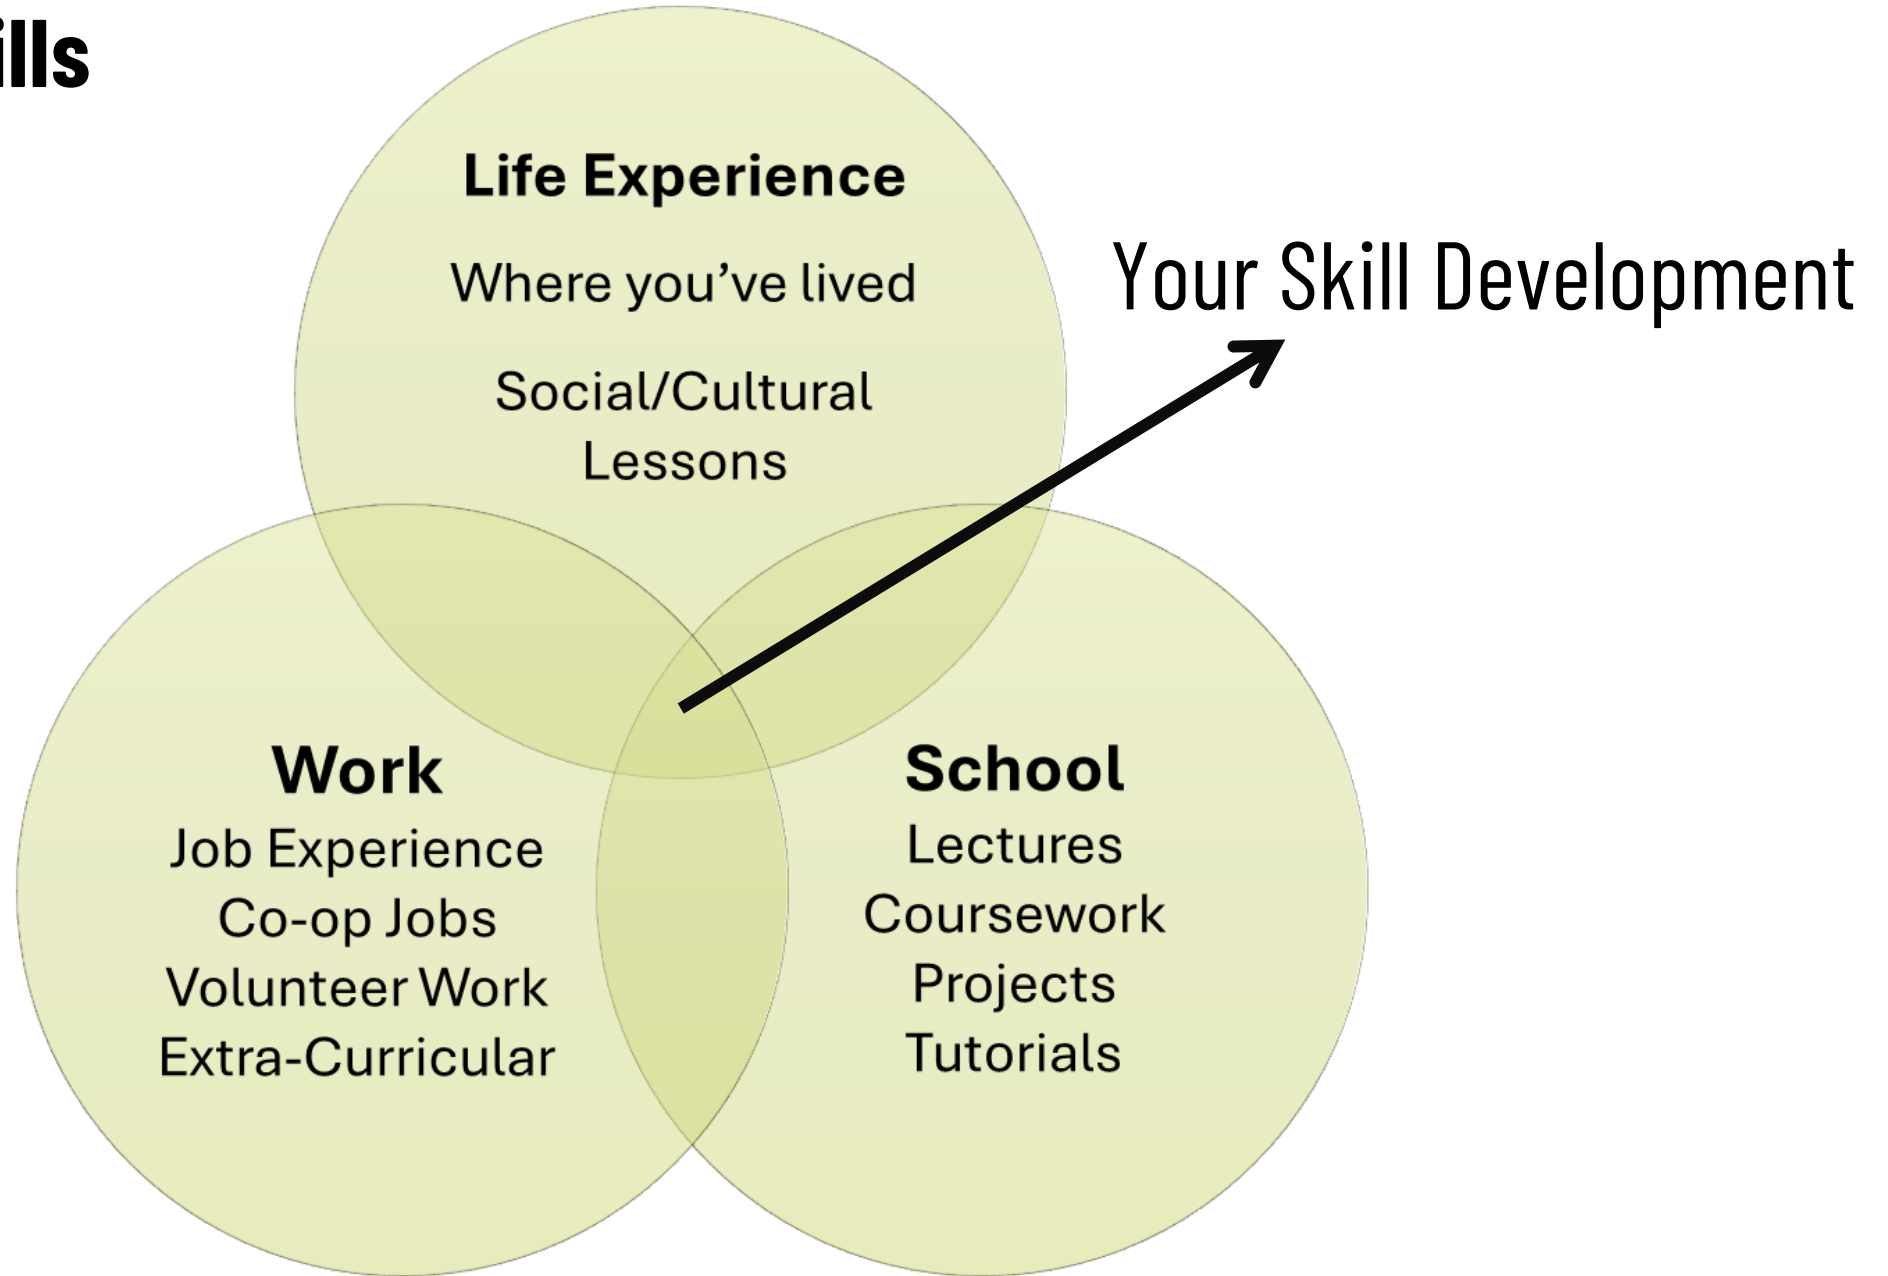 ills
Life Experience
Where you’ve lived
Social/Cultural
Lessons
Your Skill Development
Work
Job Experience
Co-op Jobs
Volunteer Work
Extra-Curricular
School
Lectures
Coursework
Projects
Tutorials